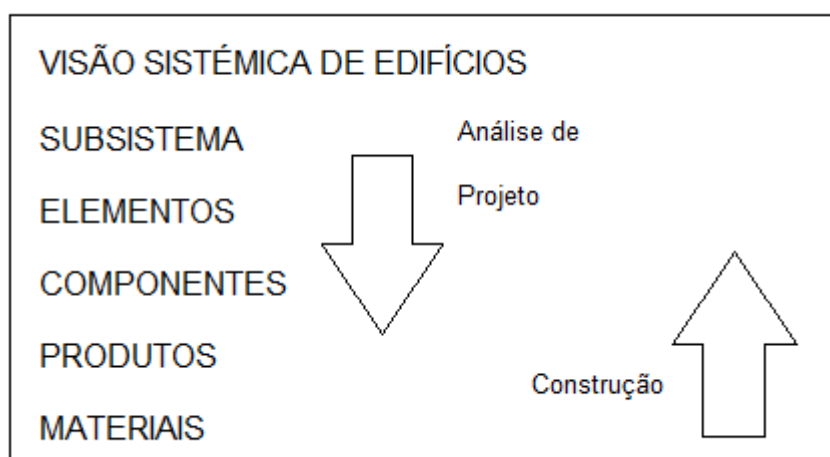 VISÃO SISTÉMICA DE EDIFÍCIOS
SUBSISTEMA
ELEMENTOS
COMPONENTES
PRODUTOS
MATERIAIS
Análise de
Projeto
Construção